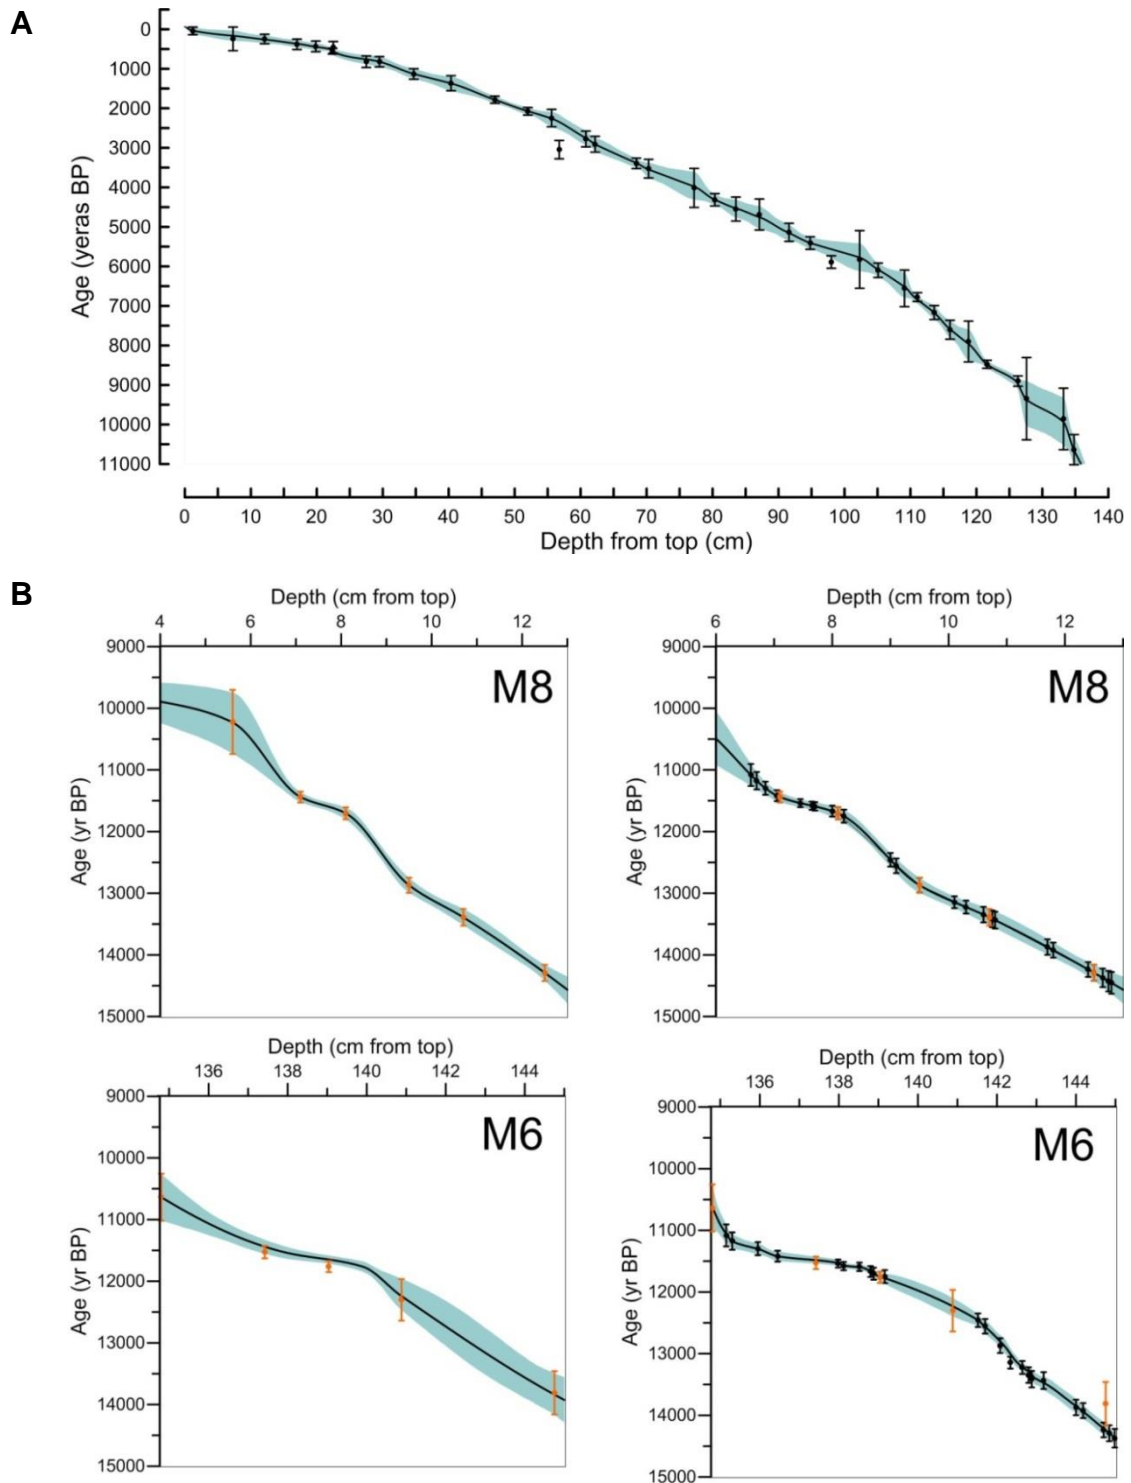 A
Age (yeras BP)
0
1000
2000
3000
4000
5000
6000
7000
8000
9000
10000
11000
0 10 20 30 40 50 60 70 80 90 100 110 120 130 140
Depth from top (cm)
B
Depth (cm from top)
4 6 8 10 12
Age (yr BP)
9000
10000
11000
12000
13000
14000
15000
M8
Depth (cm from top)
6 8 10 12
Age (yr BP)
9000
10000
11000
12000
13000
14000
15000
M8
Depth (cm from top)
136 138 140 142 144
Age (yr BP)
9000
10000
11000
12000
13000
14000
15000
M6
Depth (cm from top)
136 138 140 142 144
Age (yr BP)
9000
10000
11000
12000
13000
14000
15000
M6